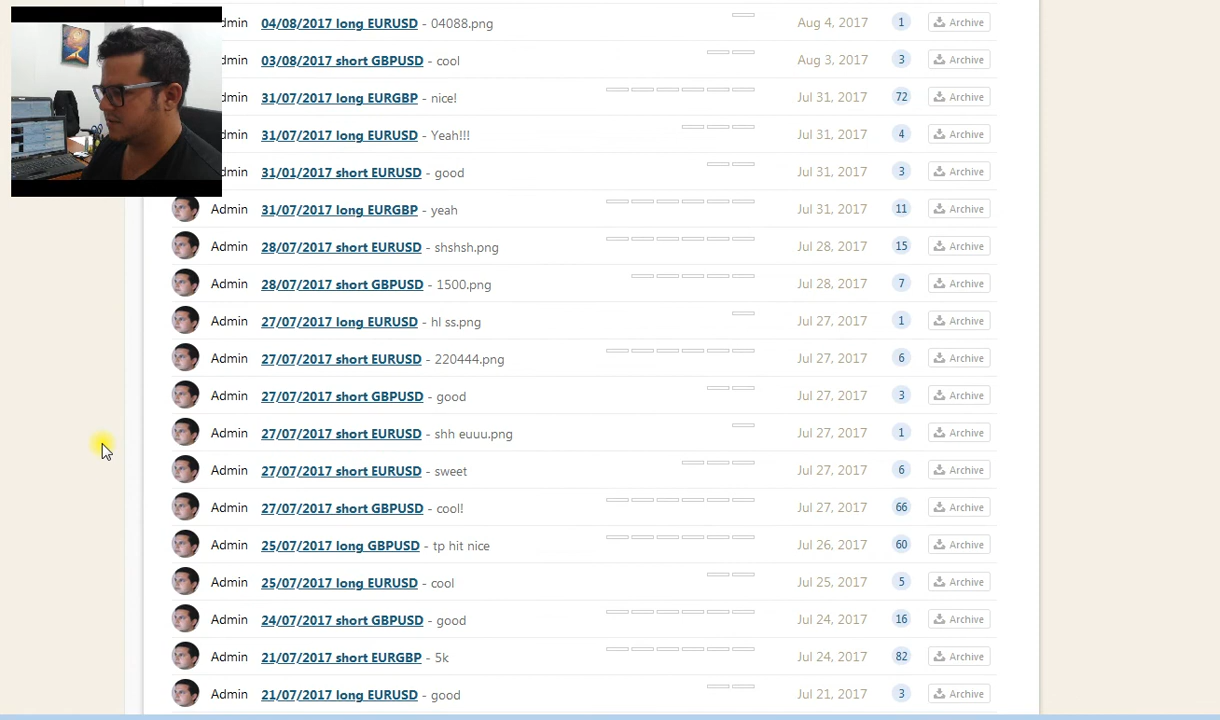 dmin 04/08/2017 long EURUSD - 04088.png Aug 4, 2017 1 Archive
dmin 03/08/2017 short GBPUSD - cool Aug 3, 2017 3 Archive
dmin 31/07/2017 long EURGBP - nice! Jul 31, 2017 72 Archive
dmin 31/07/2017 long EURUSD - Yeah!!! Jul 31, 2017 4 Archive
dmin 31/01/2017 short EURUSD - good Jul 31, 2017 3 Archive
Admin 31/07/2017 long EURGBP - yeah Jul 31, 2017 11 Archive
Admin 28/07/2017 short EURUSD - shshsh.png Jul 28, 2017 15 Archive
Admin 28/07/2017 short GBPUSD - 1500.png Jul 28, 2017 7 Archive
Admin 27/07/2017 long EURUSD - hl ss.png Jul 27, 2017 1 Archive
Admin 27/07/2017 short EURUSD - 220444.png Jul 27, 2017 6 Archive
Admin 27/07/2017 short GBPUSD - good Jul 27, 2017 3 Archive
Admin 27/07/2017 short EURUSD - shh euuu.png Jul 27, 2017 1 Archive
Admin 27/07/2017 short EURUSD - sweet Jul 27, 2017 6 Archive
Admin 27/07/2017 short GBPUSD - cool! Jul 27, 2017 66 Archive
Admin 25/07/2017 long GBPUSD - tp hit nice Jul 26, 2017 60 Archive
Admin 25/07/2017 long EURUSD - cool Jul 25, 2017 5 Archive
Admin 24/07/2017 short GBPUSD - good Jul 24, 2017 16 Archive
Admin 21/07/2017 short EURGBP - 5k Jul 24, 2017 82 Archive
Admin 21/07/2017 long EURUSD - good Jul 21, 2017 3 Archive